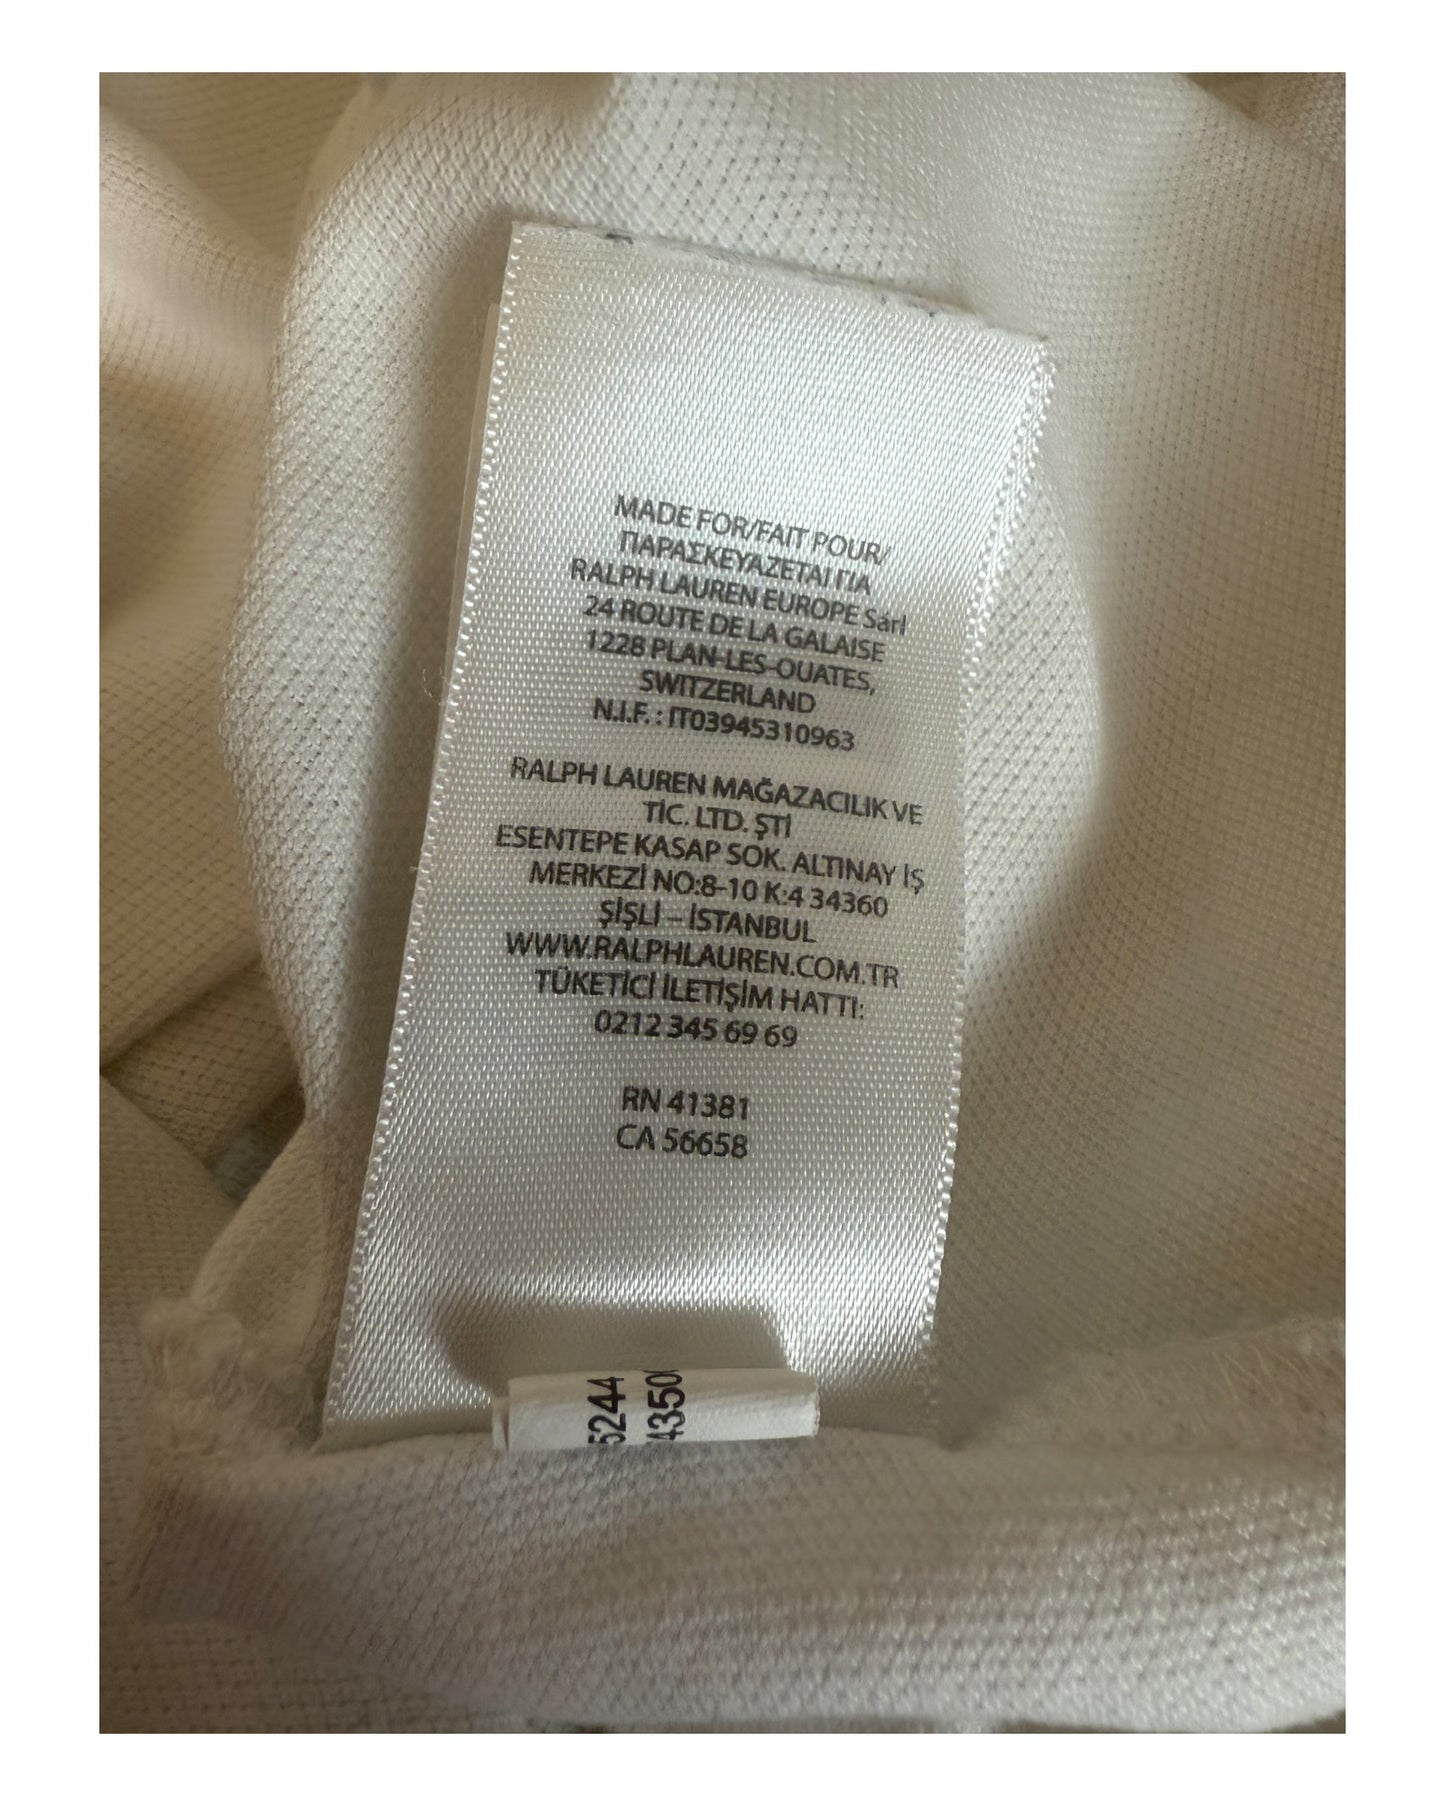 MADE FOR/FAIT POUR/
ΠΑΡΑΣΚΕΥΑΖΕΤΑΙ ΓΙΑ
RALPH LAUREN EUROPE Sàrl
24 ROUTE DE LA GALAISE
1228 PLAN-LES-OUATES,
SWITZERLAND
N.I.F. : IT03945310963
RALPH LAUREN MAĞAZACILIK VE
TİC. LTD. ŞTİ
ESENTEPE KASAP SOK. ALTINAY İŞ
MERKEZİ NO:8-10 K:4 34360
ŞİŞLİ – İSTANBUL
WWW.RALPHLAUREN.COM.TR
TÜKETİCİ İLETİŞİM HATTI:
0212 345 69 69
RN 41381
CA 56658